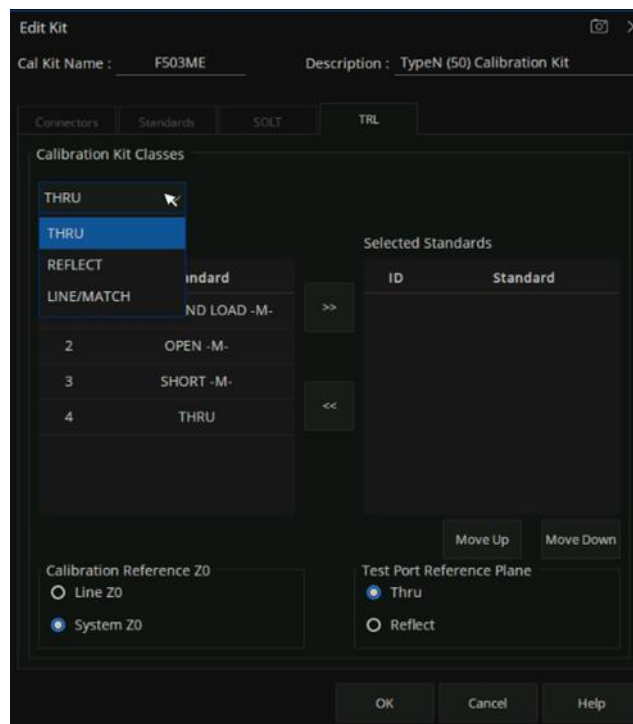 Edit Kit
Cal Kit Name : F503ME Description : TypeN (50) Calibration Kit
Connectors Standards SOLT TRL
Calibration Kit Classes
THRU
THRU
REFLECT
LINE/MATCH
Selected Standards
ndard
ID Standard
ND LOAD -M-
>>
2 OPEN -M-
3 SHORT -M-
<<
4 THRU
Move Up Move Down
Calibration Reference Z0
Line Z0
System Z0
Test Port Reference Plane
Thru
Reflect
OK Cancel Help